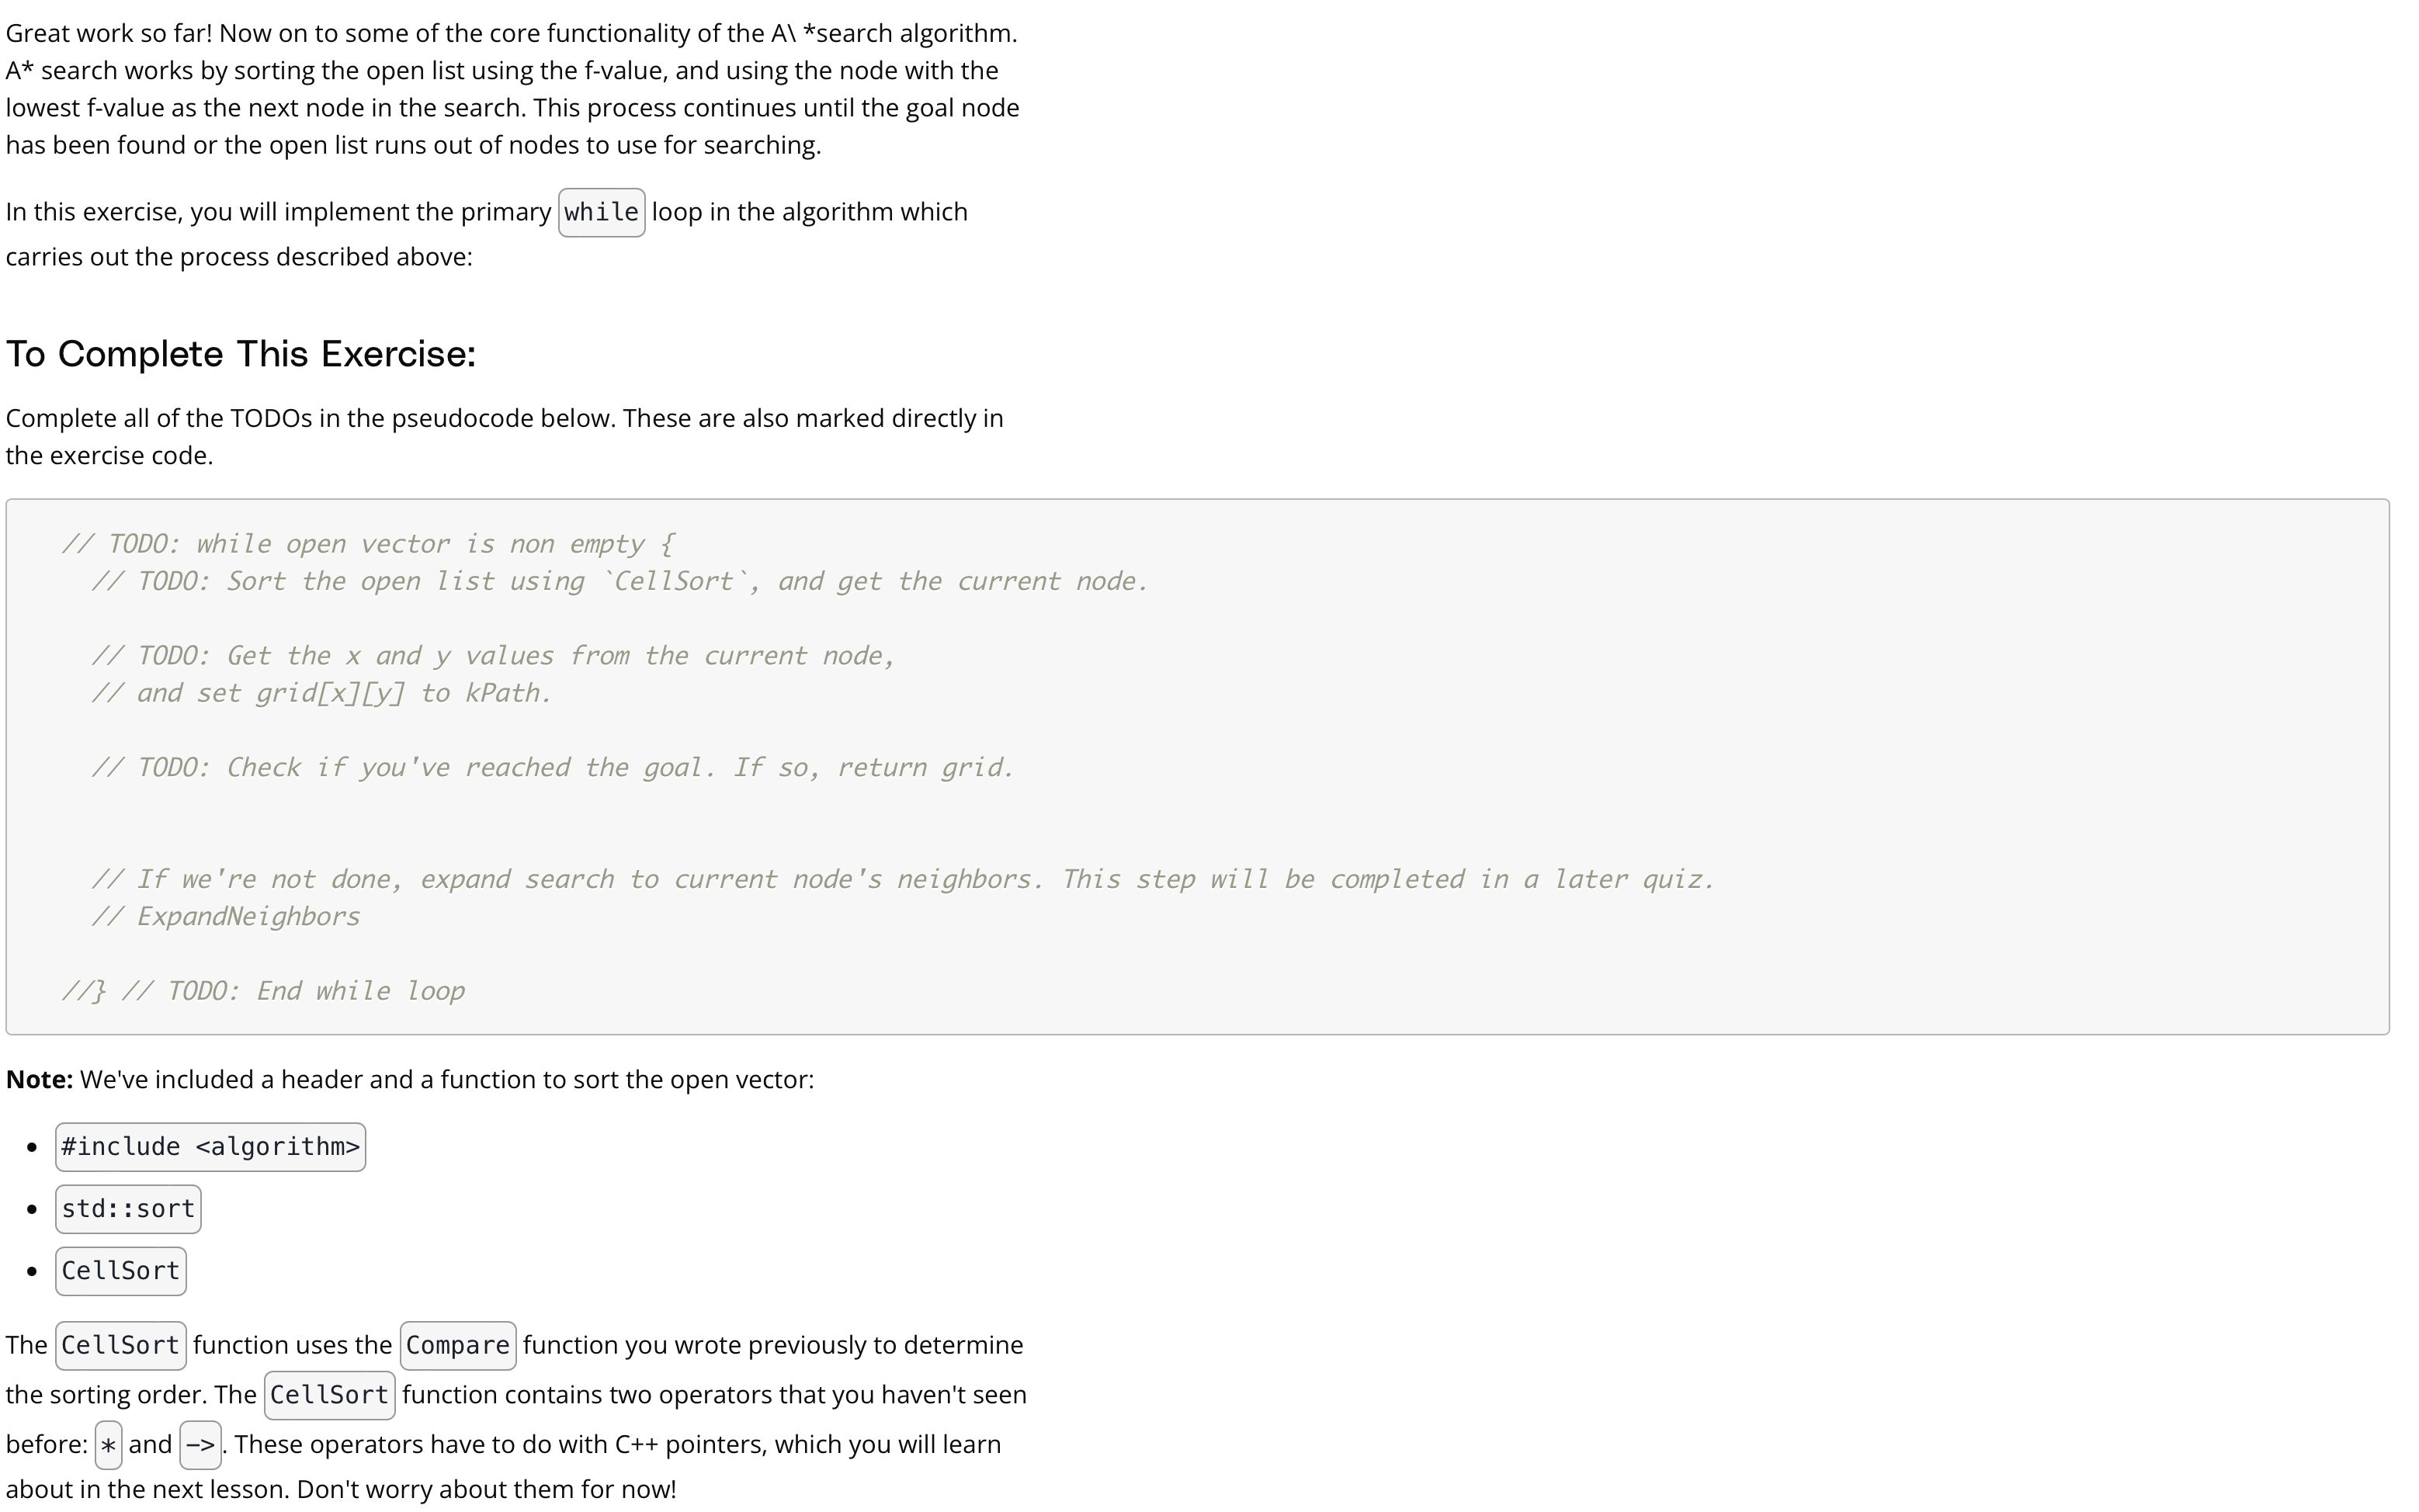 Great work so far! Now on to some of the core functionality of the A\ *search algorithm.
A* search works by sorting the open list using the f-value, and using the node with the
lowest f-value as the next node in the search. This process continues until the goal node
has been found or the open list runs out of nodes to use for searching.
In this exercise, you will implement the primary while loop in the algorithm which
carries out the process described above:
To Complete This Exercise:
Complete all of the TODOs in the pseudocode below. These are also marked directly in
the exercise code.
// TODO: while open vector is non empty {
// TODO: Sort the open list using `CellSort`, and get the current node.
// TODO: Get the x and y values from the current node,
// and set grid[x][y] to kPath.
// TODO: Check if you've reached the goal. If so, return grid.
// If we're not done, expand search to current node's neighbors. This step will be completed in a later quiz.
// ExpandNeighbors
//} // TODO: End while loop
Note: We've included a header and a function to sort the open vector:
• #include <algorithm>
• std::sort
• CellSort
The CellSort function uses the Compare function you wrote previously to determine
the sorting order. The CellSort function contains two operators that you haven't seen
before: * and ->. These operators have to do with C++ pointers, which you will learn
about in the next lesson. Don't worry about them for now!